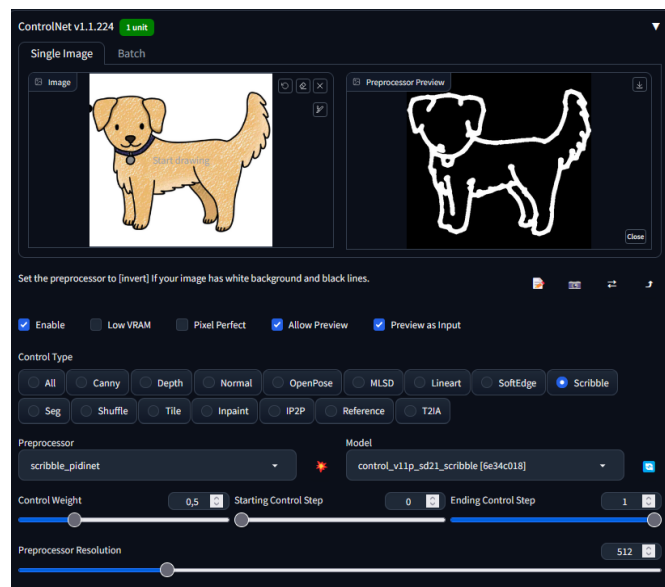 ControlNet v1.1.224 1 unit
Single Image Batch
Image
Preprocessor Preview
Start drawing
Close
Set the preprocessor to [invert] If your image has white background and black lines.
Enable Low VRAM Pixel Perfect Allow Preview Preview as Input
Control Type
All Canny Depth Normal OpenPose MLSD Lineart SoftEdge Scribble
Seg Shuffle Tile Inpaint IP2P Reference T2IA
Preprocessor Model
scribble_pidinet control_v11p_sd21_scribble [6e34c018]
Control Weight 0,5 Starting Control Step 0 Ending Control Step 1
Preprocessor Resolution 512